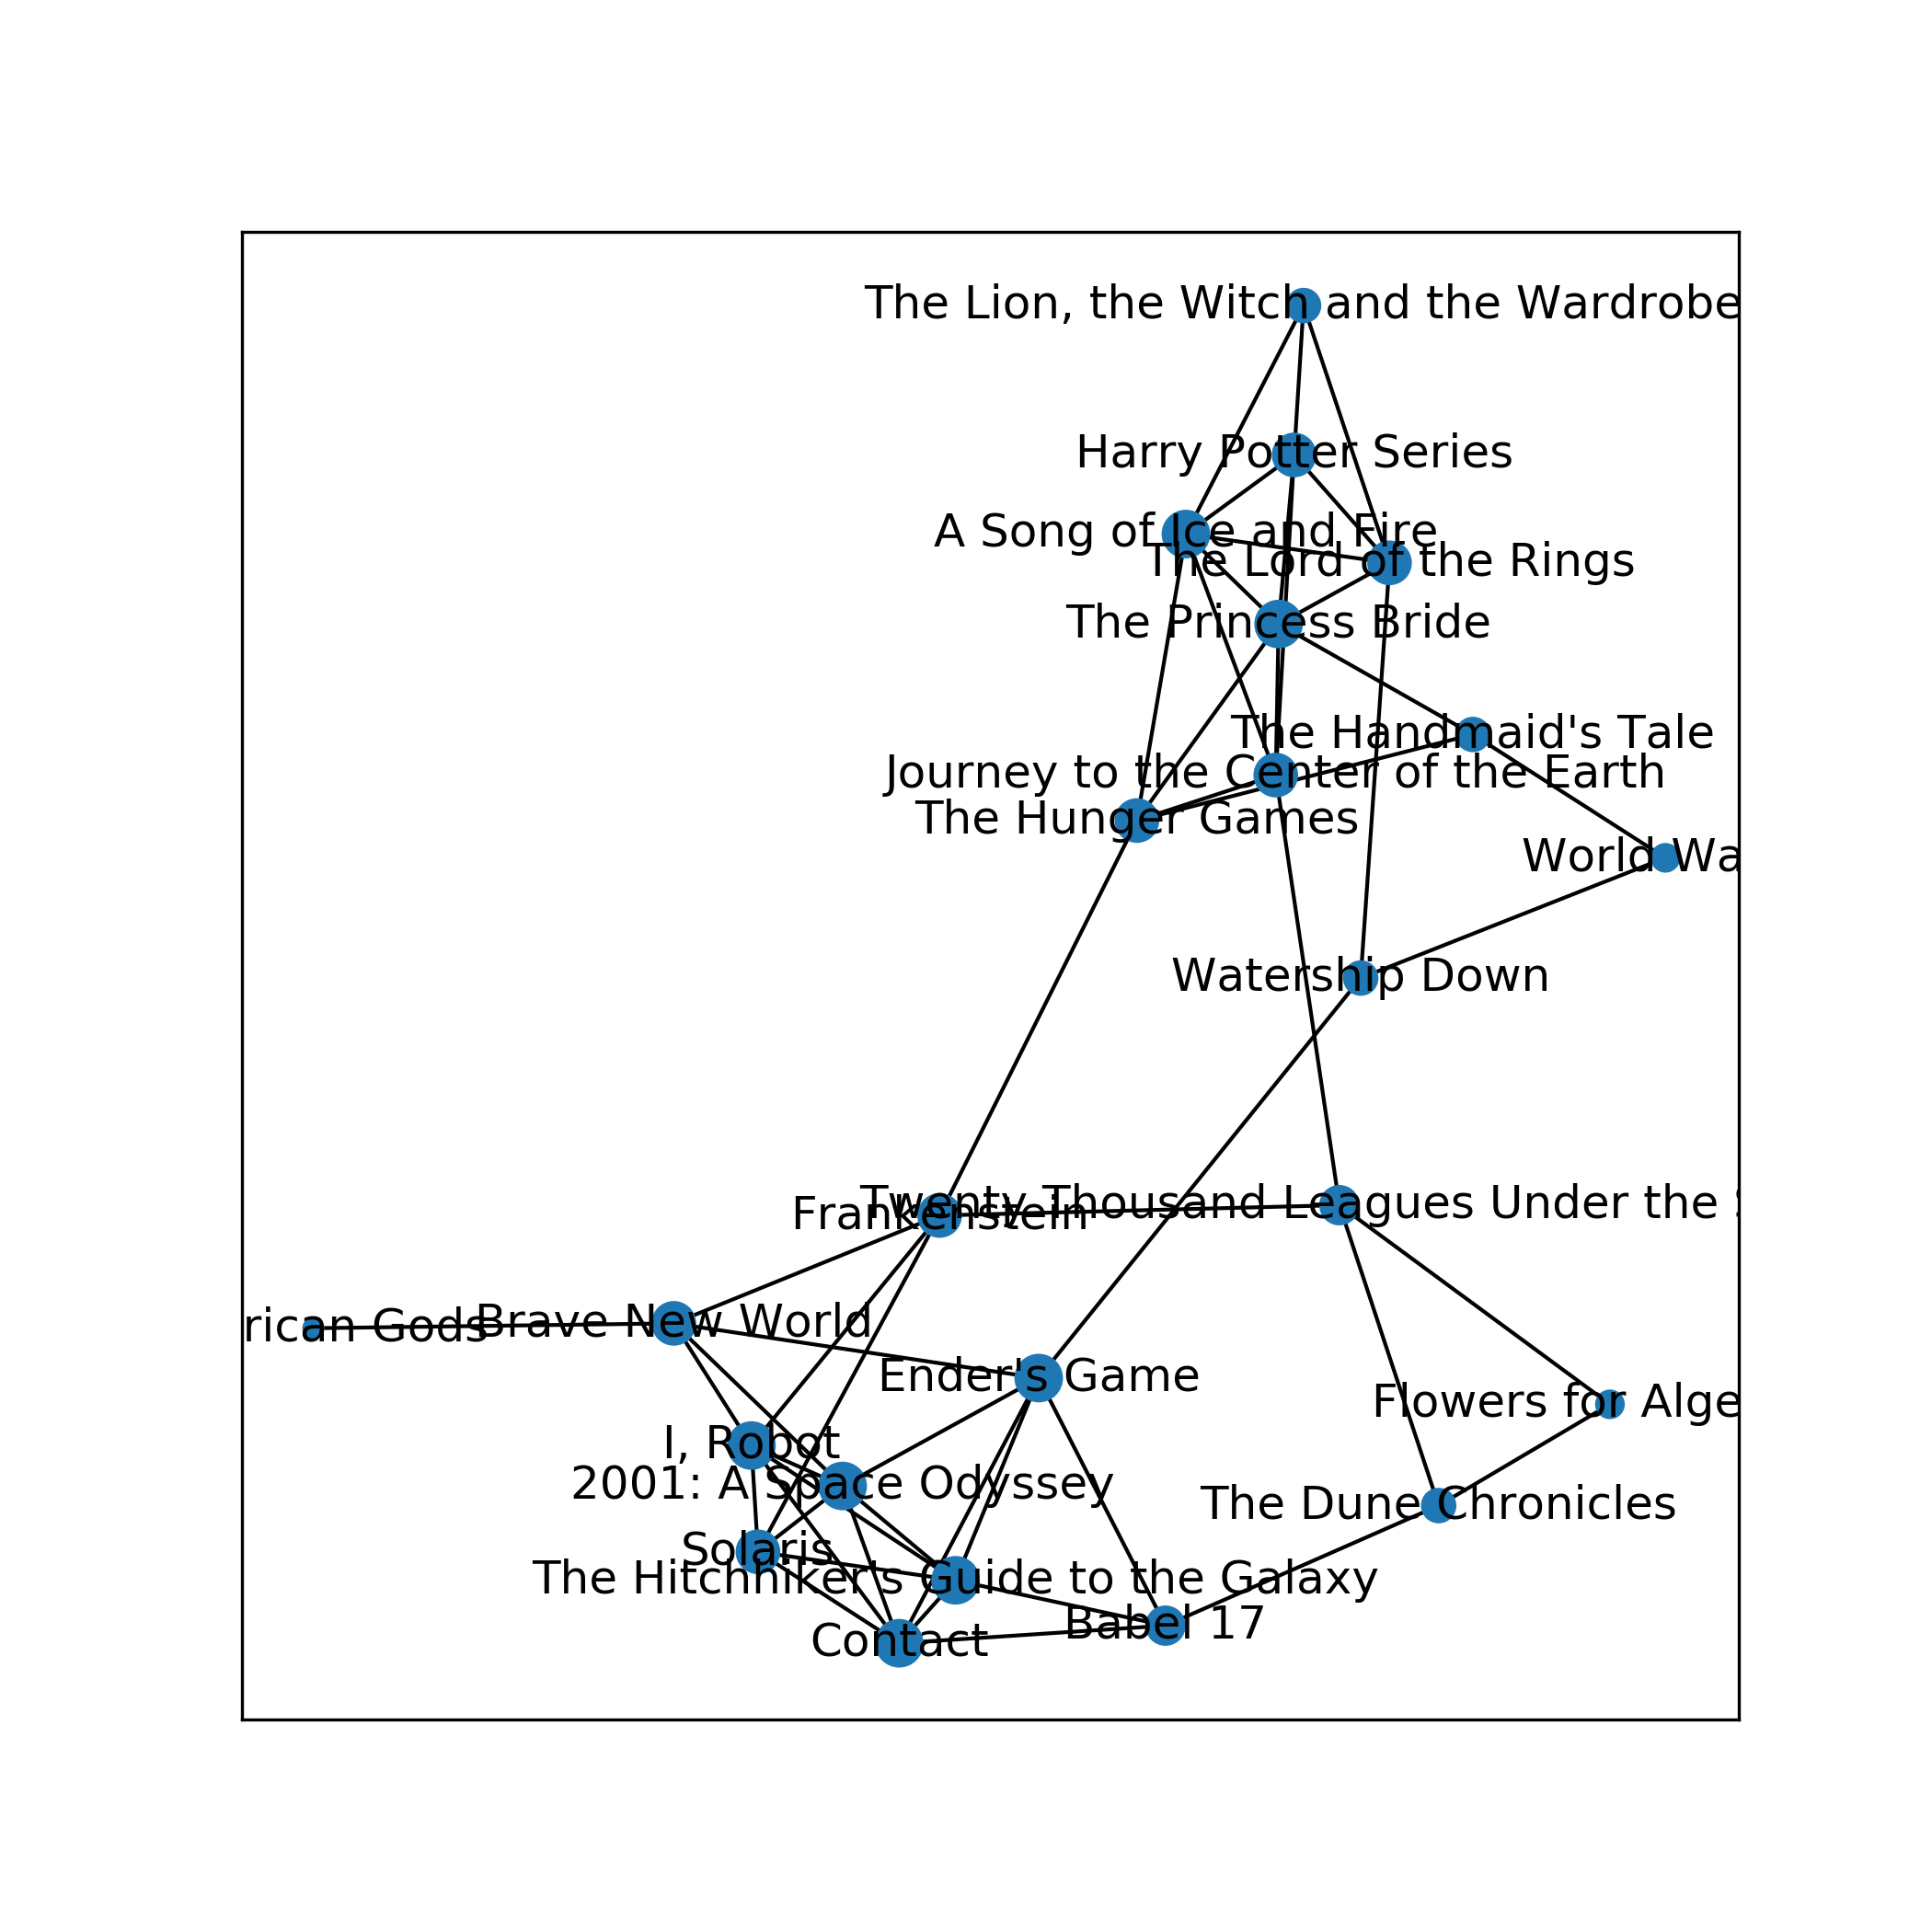 The Lion, the Witch and the Wardrobe
Harry Potter Series
A Song of Ice and Fire
The Lord of the Rings
The Princess Bride
The Handmaid's Tale
Journey to the Center of the Earth
The Hunger Games
World Wa
Watership Down
Twenty Thousand Leagues Under the S
Frankenstein
Brave New World
rican Gods
Ender's Game
Flowers for Alge
I, Robot
2001: A Space Odyssey
The Dune Chronicles
Solaris
The Hitchhiker's Guide to the Galaxy
Babel 17
Contact